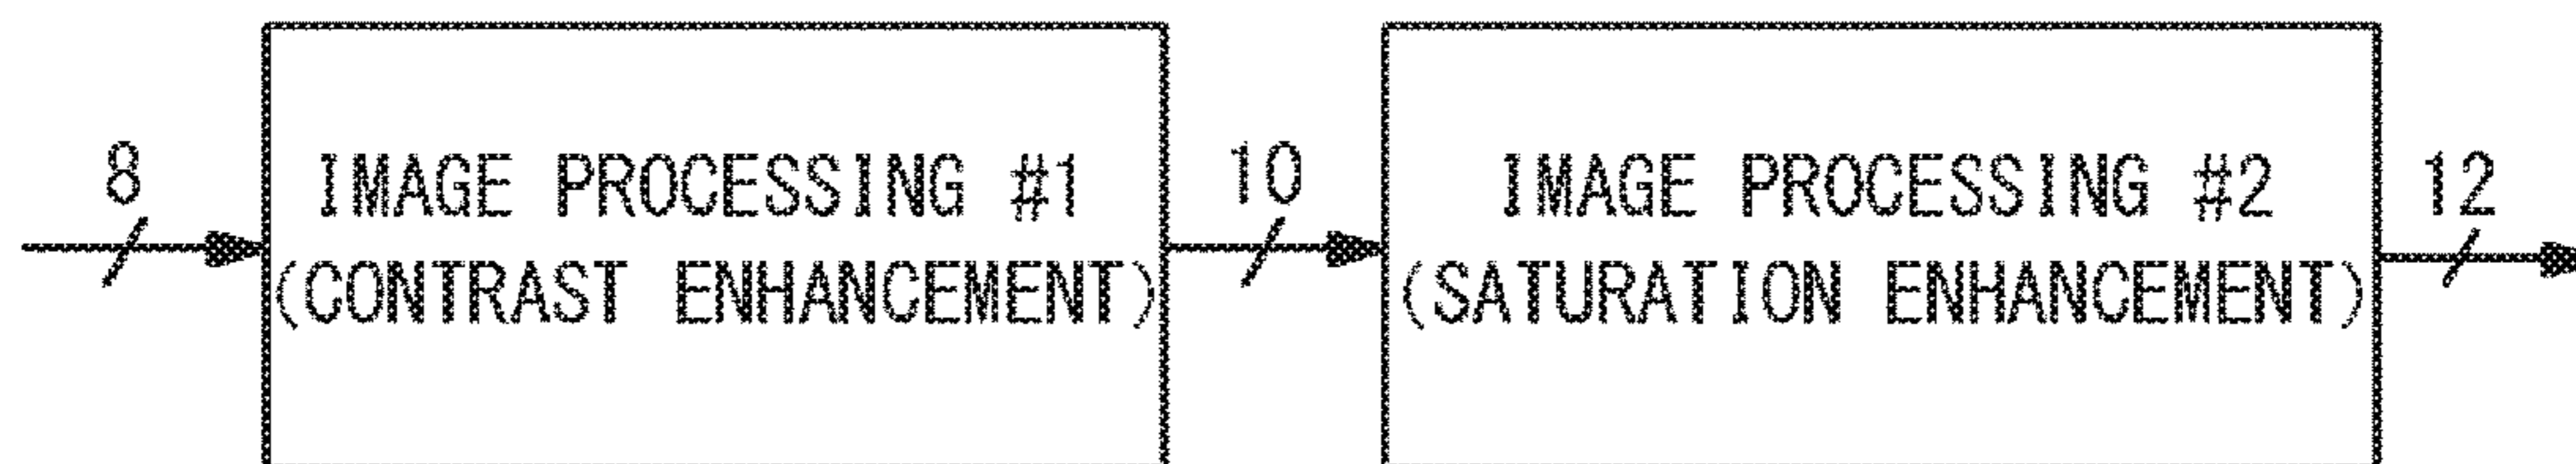 8
IMAGE PROCESSING #1
(CONTRAST ENHANCEMENT)
10
IMAGE PROCESSING #2
(SATURATION ENHANCEMENT)
12